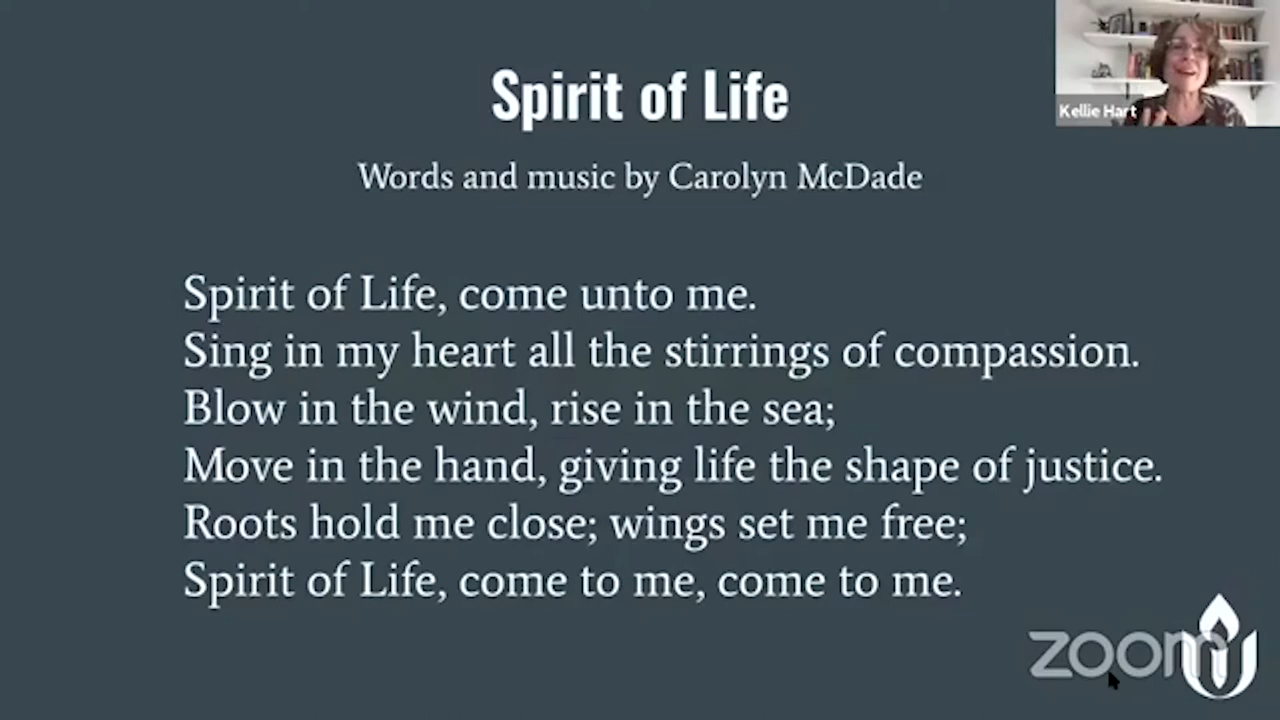 Spirit of Life
Words and music by Carolyn McDade
Kellie Hart
Spirit of Life, come unto me.
Sing in my heart all the stirrings of compassion.
Blow in the wind, rise in the sea;
Move in the hand, giving life the shape of justice.
Roots hold me close; wings set me free;
Spirit of Life, come to me, come to me.
zoom